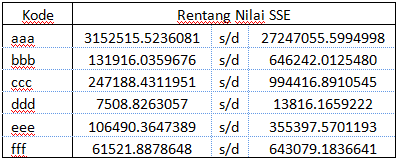 Kode Rentang Nilai SSE
aaa 3152515.5236081 s/d 27247055.5994998
bbb 131916.0359676 s/d 646242.0125480
ccc 247188.4311951 s/d 994416.8910545
ddd 7508.8263057 s/d 13816.1659222
eee 106490.3647389 s/d 355397.5701193
fff 61521.8878648 s/d 643079.1836641